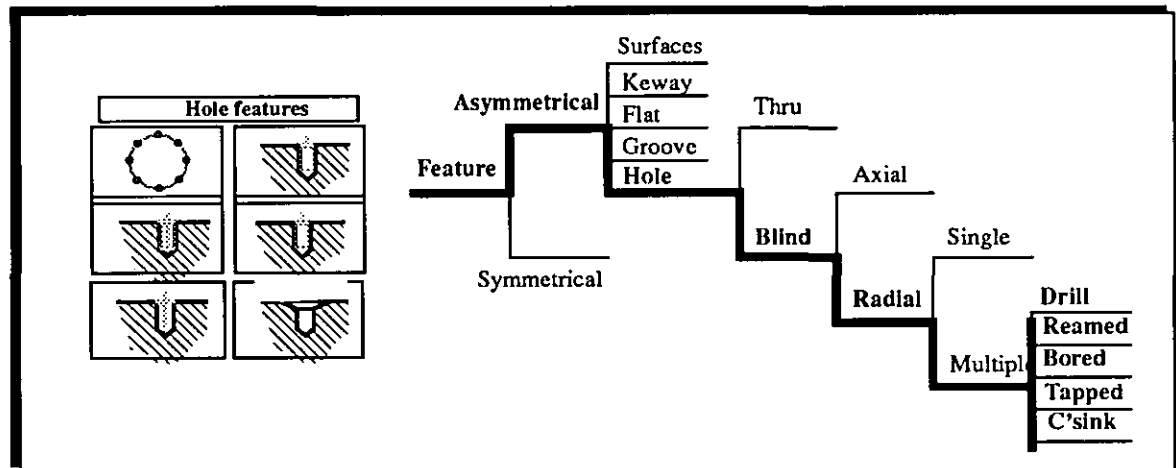 Hole features
Surfaces
Keway
Asymmetrical
Flat
Thru
Groove
Feature
Hole
Axial
Blind
Single
Symmetrical
Radial
Drill
Reamed
Multiple
Bored
Tapped
C'sink